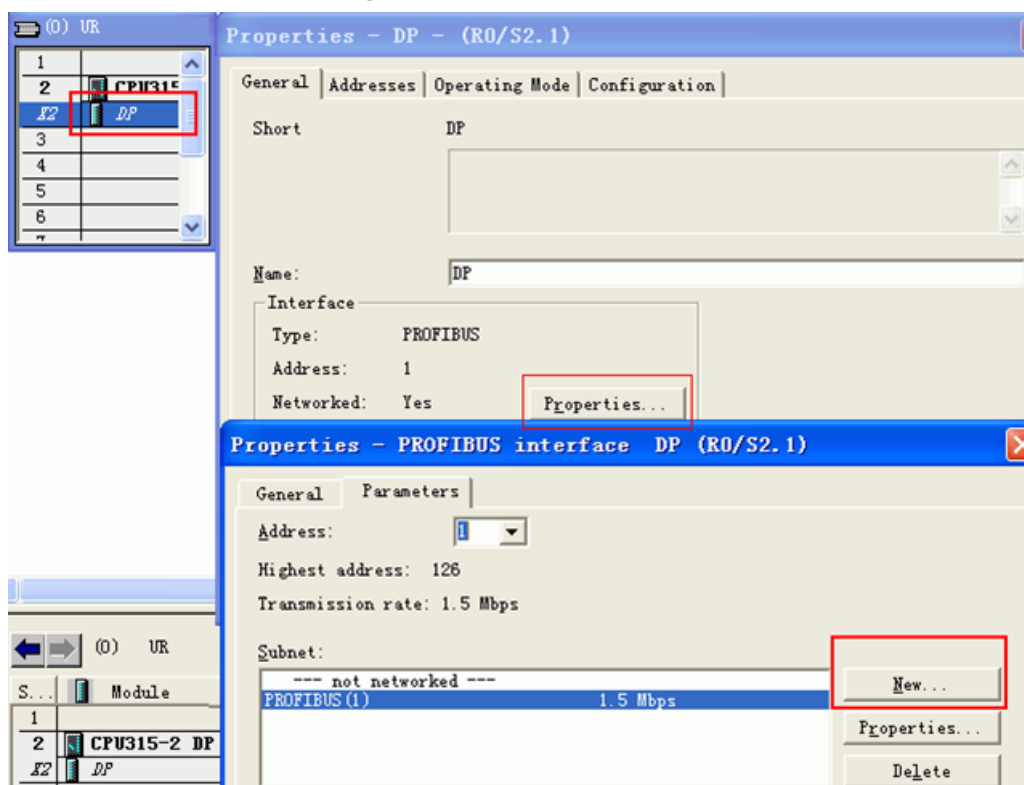 (0) UR
1
2 CPU315
X2 DP
3
4
5
6
Properties - DP - (R0/S2.1)
General Addresses Operating Mode Configuration
Short DP
Name: DP
Interface
Type: PROFIBUS
Address: 1
Networked: Yes Properties...
Properties - PROFIBUS interface DP (R0/S2.1)
General Parameters
Address: 1
Highest address: 126
Transmission rate: 1.5 Mbps
Subnet:
--- not networked ---
PROFIBUS(1) 1.5 Mbps
New...
Properties...
Delete
(0) UR
S... Module
1
2 CPU315-2 DP
X2 DP